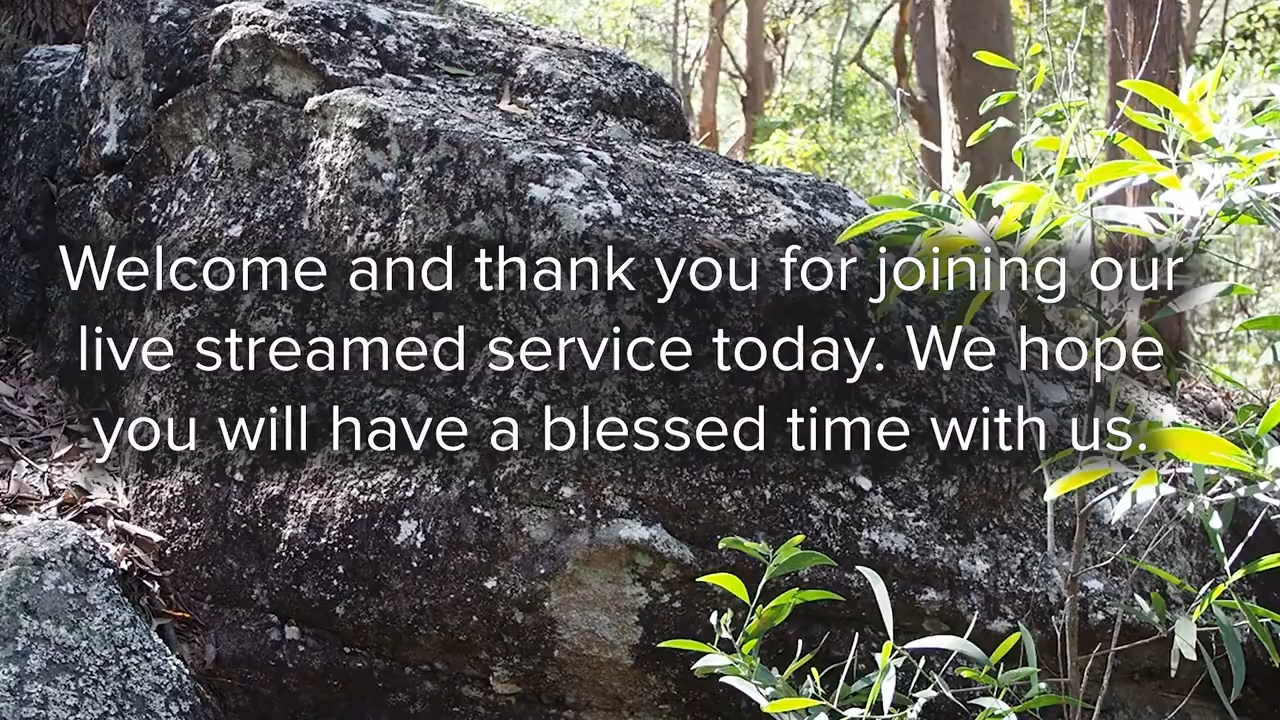 Welcome and thank you for joining our
live streamed service today. We hope
you will have a blessed time with us.